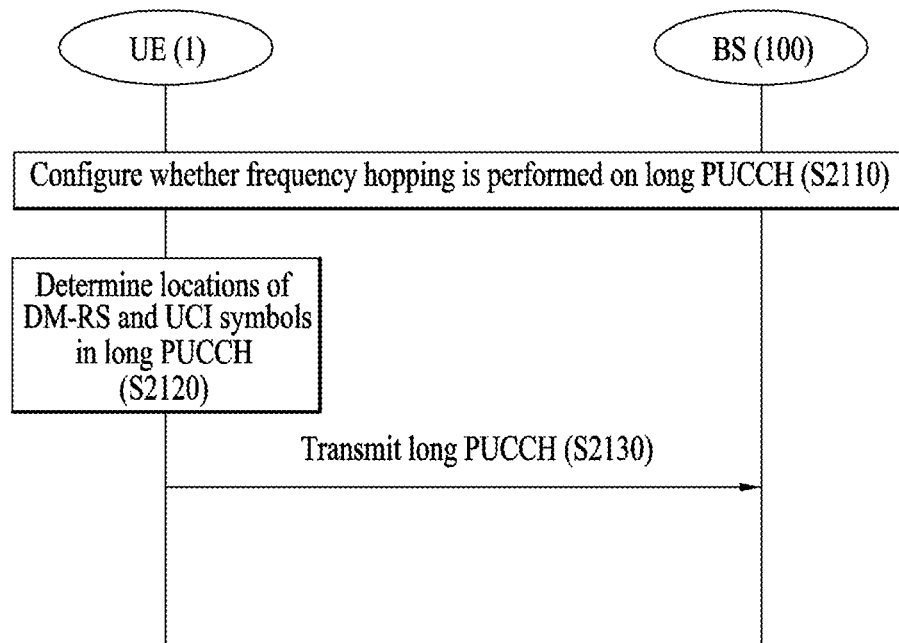 UE (1)
BS (100)
Configure whether frequency hopping is performed on long PUCCH (S2110)
Determine locations of
DM-RS and UCI symbols
in long PUCCH
(S2120)
Transmit long PUCCH (S2130)